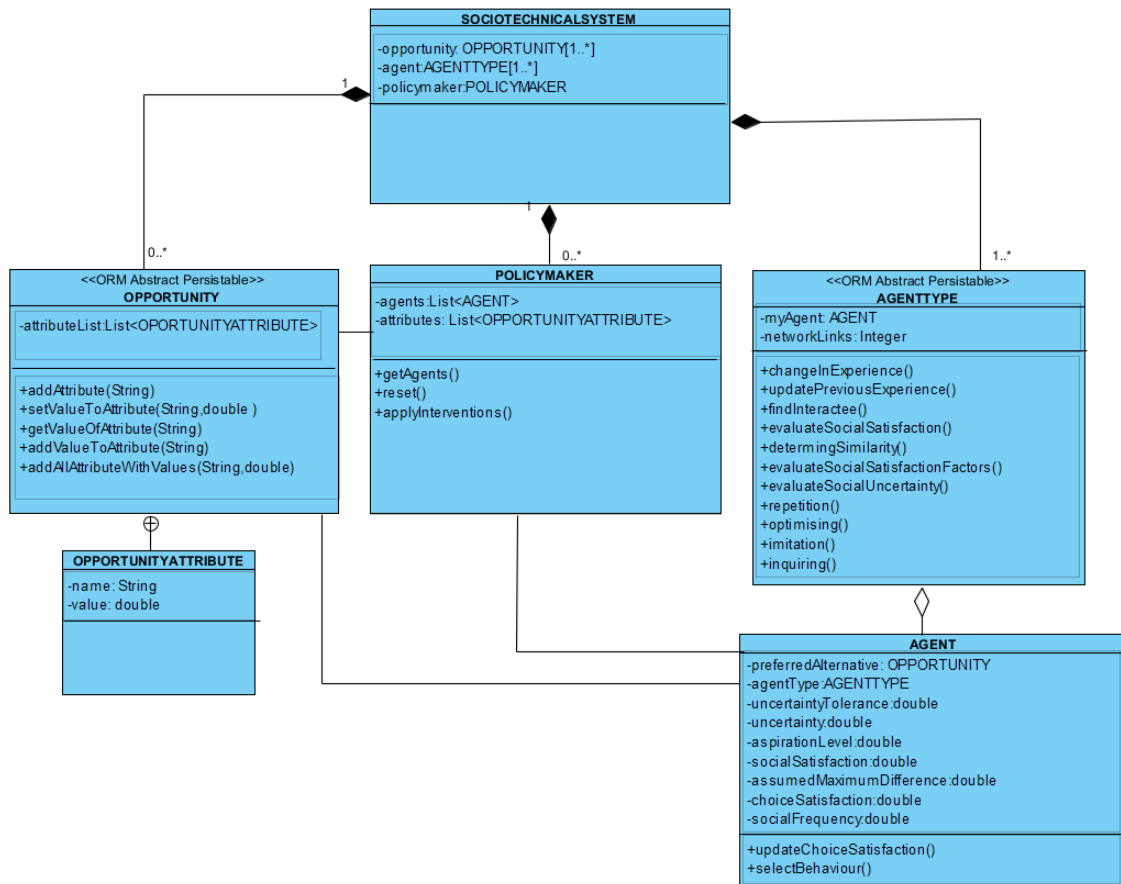 SOCIOTECHNICALSYSTEM
-opportunity: OPPORTUNITY[1..*]
-agent:AGENTTYPE[1..*]
-policymaker:POLICYMAKER
1
1
0..*
0..*
1..*
<<ORM Abstract Persistable>>
OPPORTUNITY
-attributeList:List<OPORTUNITYATTRIBUTE>
+addAttribute(String)
+setValueToAttribute(String,double )
+getValueOfAttribute(String)
+addValueToAttribute(String)
+addAllAttributeWithValues(String,double)
POLICYMAKER
-agents:List<AGENT>
-attributes: List<OPPORTUNITYATTRIBUTE>
+getAgents()
+reset()
+applyInterventions()
<<ORM Abstract Persistable>>
AGENTTYPE
-myAgent: AGENT
-networkLinks: Integer
+changeInExperience()
+updatePreviousExperience()
+findInteractee()
+evaluateSocialSatisfaction()
+determingSimilarity()
+evaluateSocialSatisfactionFactors()
+evaluateSocialUncertainty()
+repetition()
+optimising()
+imitation()
+inquiring()
OPPORTUNITYATTRIBUTE
-name: String
-value: double
AGENT
-preferredAlternative: OPPORTUNITY
-agentType:AGENTTYPE
-uncertaintyTolerance:double
-uncertainty:double
-aspirationLevel:double
-socialSatisfaction:double
-assumedMaximumDifference:double
-choiceSatisfaction:double
-socialFrequency:double
+updateChoiceSatisfaction()
+selectBehaviour()